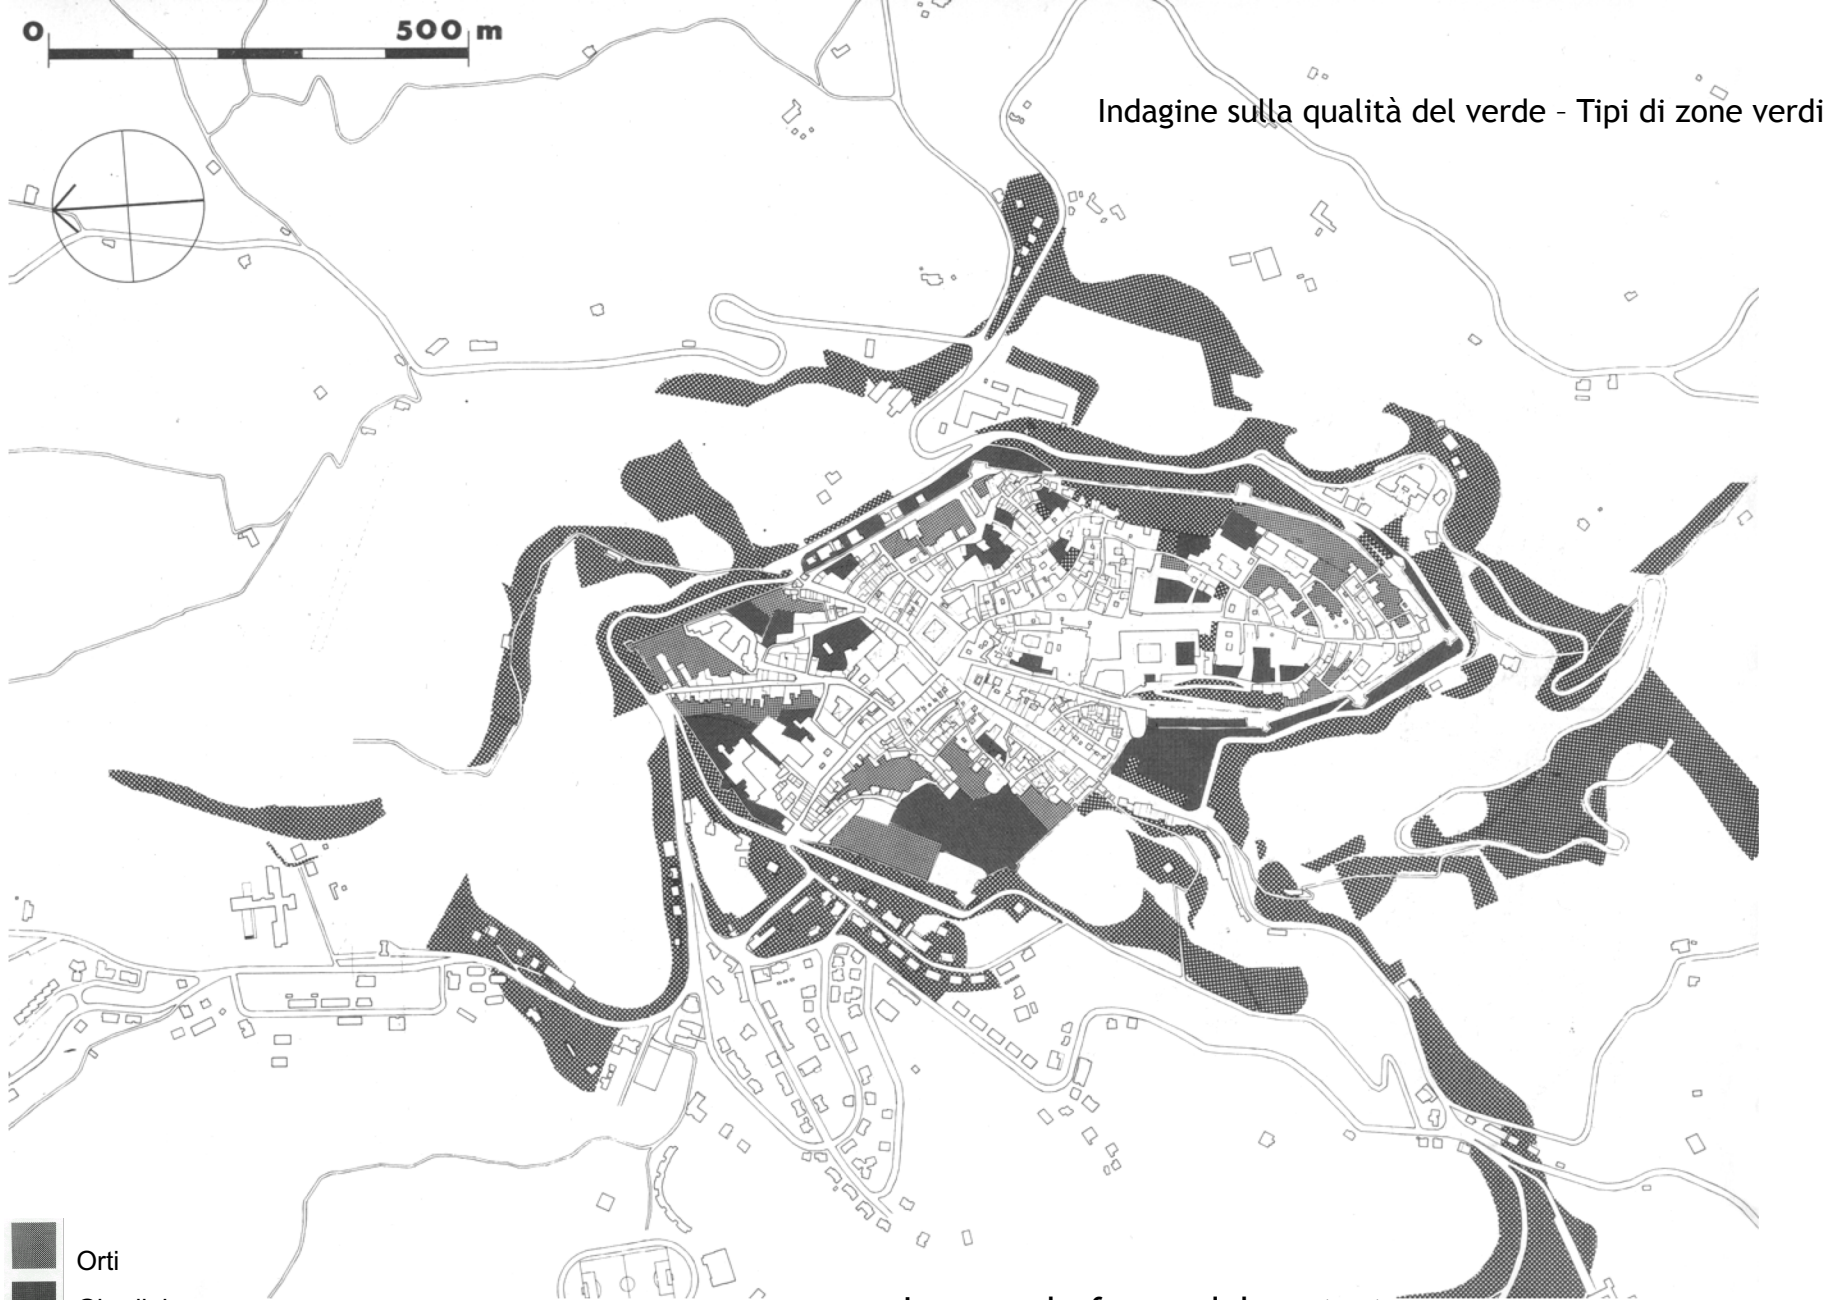 0 500 m
Indagine sulla qualità del verde – Tipi di zone verdi
Orti